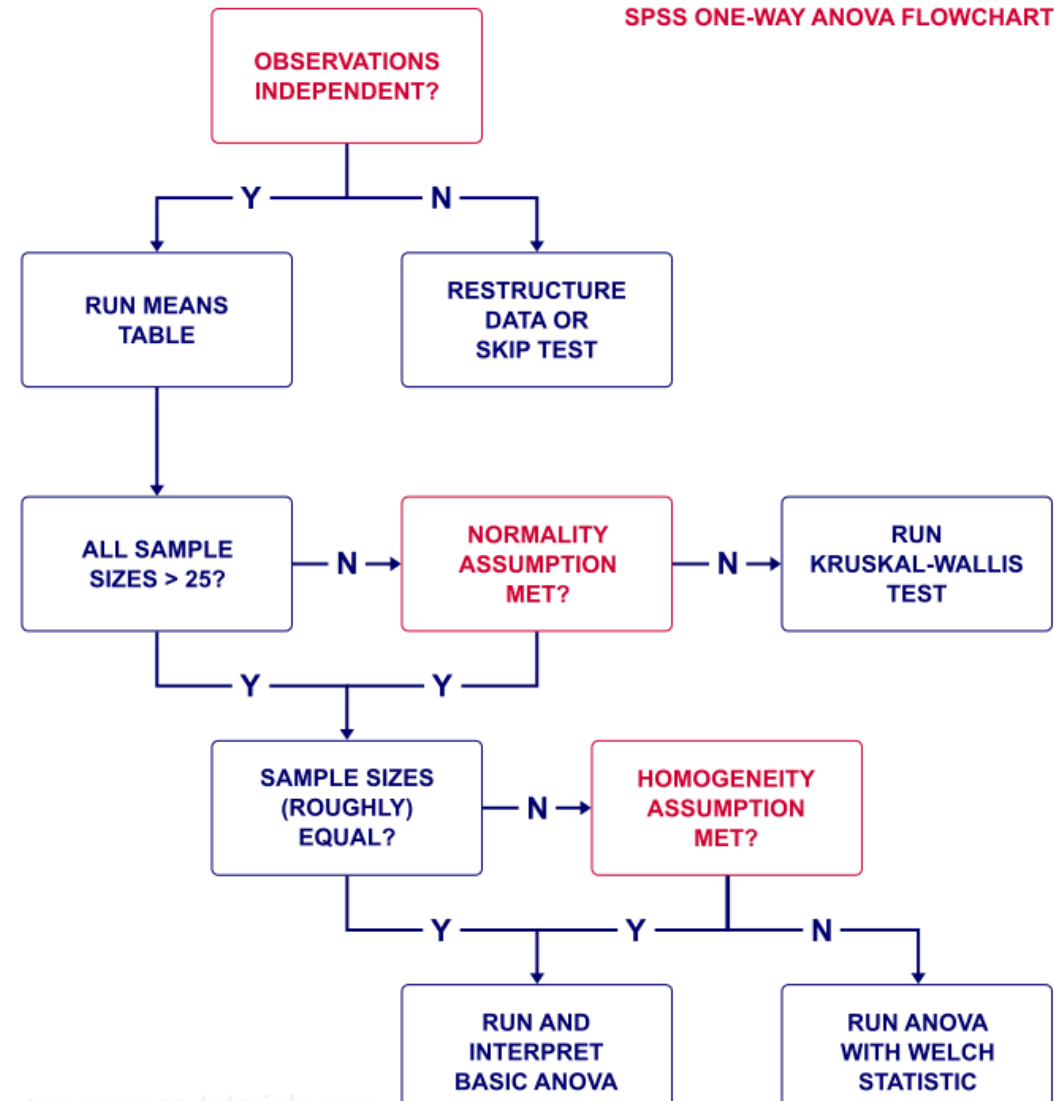 SPSS ONE-WAY ANOVA FLOWCHART
OBSERVATIONS
INDEPENDENT?
Y
N
RUN MEANS
TABLE
RESTRUCTURE
DATA OR
SKIP TEST
ALL SAMPLE
SIZES > 25?
N
NORMALITY
ASSUMPTION
MET?
N
RUN
KRUSKAL-WALLIS
TEST
Y
Y
SAMPLE SIZES
(ROUGHLY)
EQUAL?
N
HOMOGENEITY
ASSUMPTION
MET?
Y
Y
N
RUN AND
INTERPRET
BASIC ANOVA
RUN ANOVA
WITH WELCH
STATISTIC